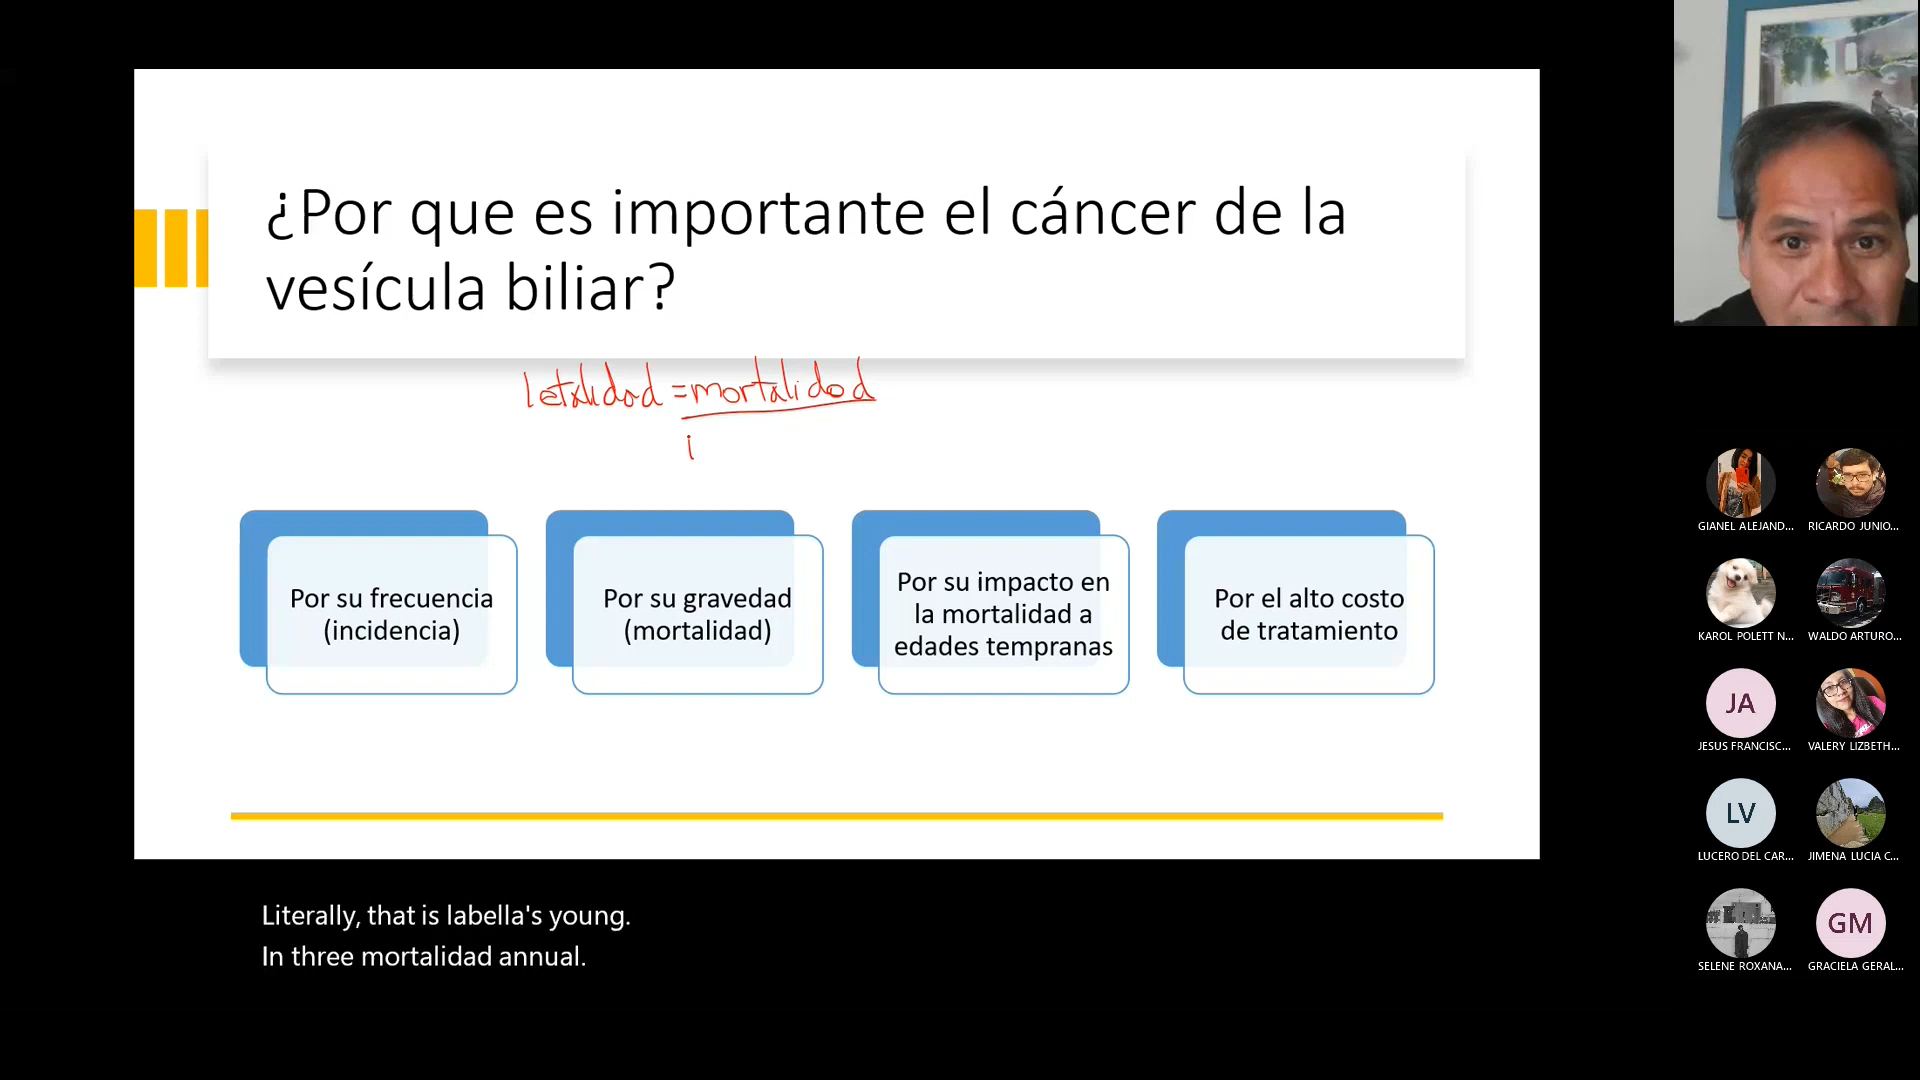 ¿Por que es importante el cáncer de la
vesícula biliar?
letalidad = mortalidad
i
Por su frecuencia
(incidencia)
Por su gravedad
(mortalidad)
Por su impacto en
la mortalidad a
edades tempranas
Por el alto costo
de tratamiento
Literally, that is labella's young.
In three mortalidad annual.
GIANEL ALEJAND...
RICARDO JUNIO...
KAROL POLETT N...
WALDO ARTURO...
JA
JESUS FRANCISC...
VALERY LIZBETH...
LV
LUCERO DEL CAR...
JIMENA LUCIA C...
SELENE ROXANA...
GM
GRACIELA GERAL...